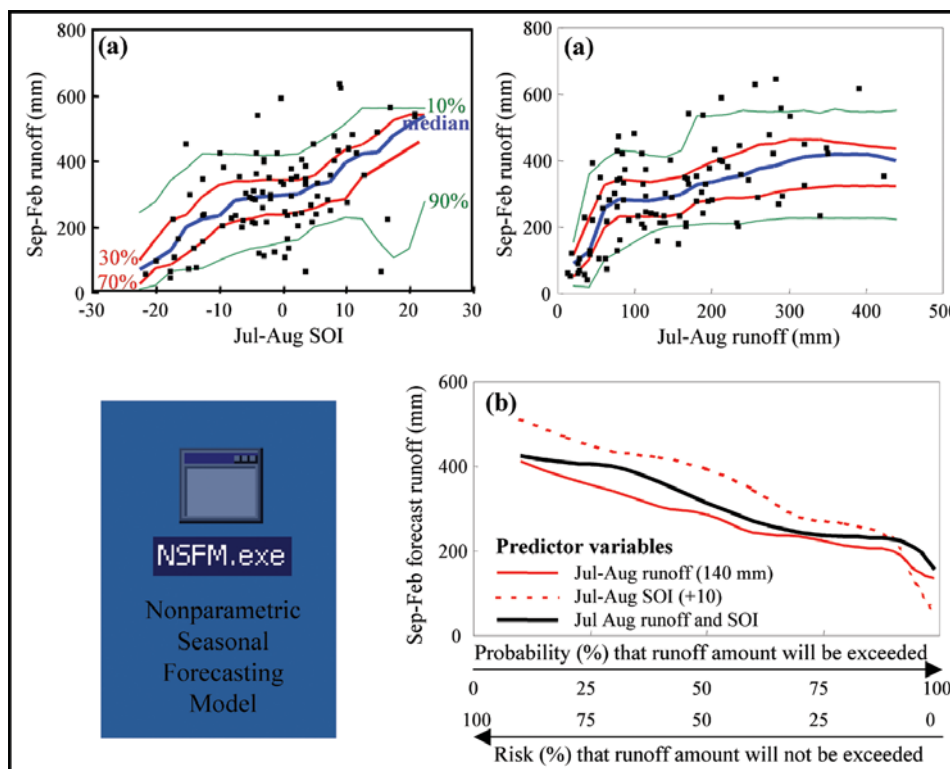 (a)
800
600
400
200
0
Sep-Feb runoff (mm)
10%
median
90%
30%
70%
-30
-20
-10
0
10
20
30
Jul-Aug SOI
(a)
800
600
400
200
0
Sep-Feb runoff (mm)
0
100
200
300
400
500
Jul-Aug runoff (mm)
NSFM.exe
Nonparametric
Seasonal
Forecasting
Model
(b)
600
400
200
0
Sep-Feb forecast runoff (mm)
Predictor variables
Jul-Aug runoff (140 mm)
Jul-Aug SOI (+10)
Jul Aug runoff and SOI
Probability (%) that runoff amount will be exceeded
0 25 50 75 100
100 75 50 25 0
Risk (%) that runoff amount will not be exceeded